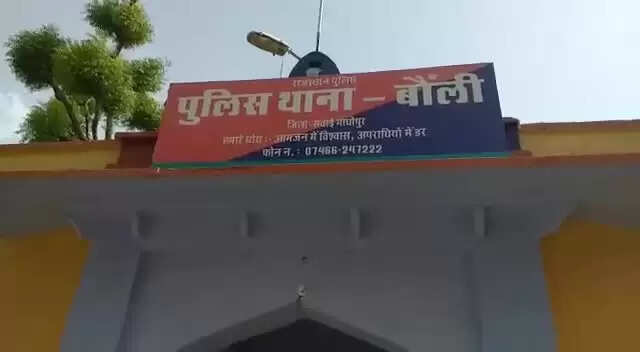 राजस्थान पुलिस
पुलिस थाना - बौंली
जिला-सवाई माधोपुर
हमारे ध्येय :- आमजन में विश्वास, अपराधियों में डर
फोन न. : 07466-247222